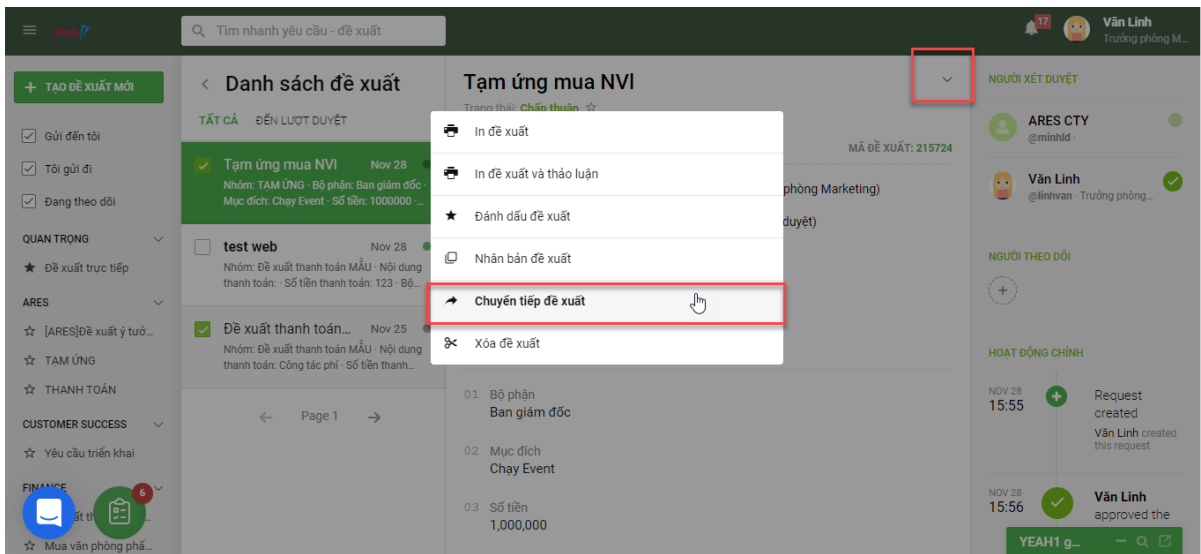 yeah1
Tìm nhanh yêu cầu - đề xuất
17
Văn Linh
Trưởng phòng M...
TẠO ĐỀ XUẤT MỚI
Gửi đến tôi
Tôi gửi đi
Đang theo dõi
QUAN TRỌNG
Đề xuất trực tiếp
ARES
[ARES]Đề xuất ý tưở...
TẠM ỨNG
THANH TOÁN
CUSTOMER SUCCESS
Yêu cầu triển khai
FINANCE
6
ất th
Mua văn phòng phẩ...
Danh sách đề xuất
TẤT CẢ ĐẾN LƯỢT DUYỆT
Tạm ứng mua NVl Nov 28
Nhóm: TẠM ỨNG · Bộ phận: Ban giám đốc ·
Mục đích: Chạy Event · Số tiền: 1000000 ·...
test web Nov 28
Nhóm: Đề xuất thanh toán MẪU · Nội dung
thanh toán: · Số tiền thanh toán: 123 · Bộ...
Đề xuất thanh toán... Nov 25
Nhóm: Đề xuất thanh toán MẪU · Nội dung
thanh toán: Công tác phí · Số tiền thanh...
Page 1
Tạm ứng mua NVl
Trạng thái: Chấp thuận
MÃ ĐỀ XUẤT: 215724
phòng Marketing)
duyệt)
In đề xuất
In đề xuất và thảo luận
Đánh dấu đề xuất
Nhân bản đề xuất
Chuyển tiếp đề xuất
Xóa đề xuất
01 Bộ phận
Ban giám đốc
02 Mục đích
Chạy Event
03 Số tiền
1,000,000
NGƯỜI XÉT DUYỆT
ARES CTY
@minhld ·
Văn Linh
@linhvan · Trưởng phòng...
NGƯỜI THEO DÕI
HOẠT ĐỘNG CHÍNH
NOV 28
15:55
Request
created
Văn Linh created
this request
NOV 28
15:56
Văn Linh
approved the
YEAH1 g...